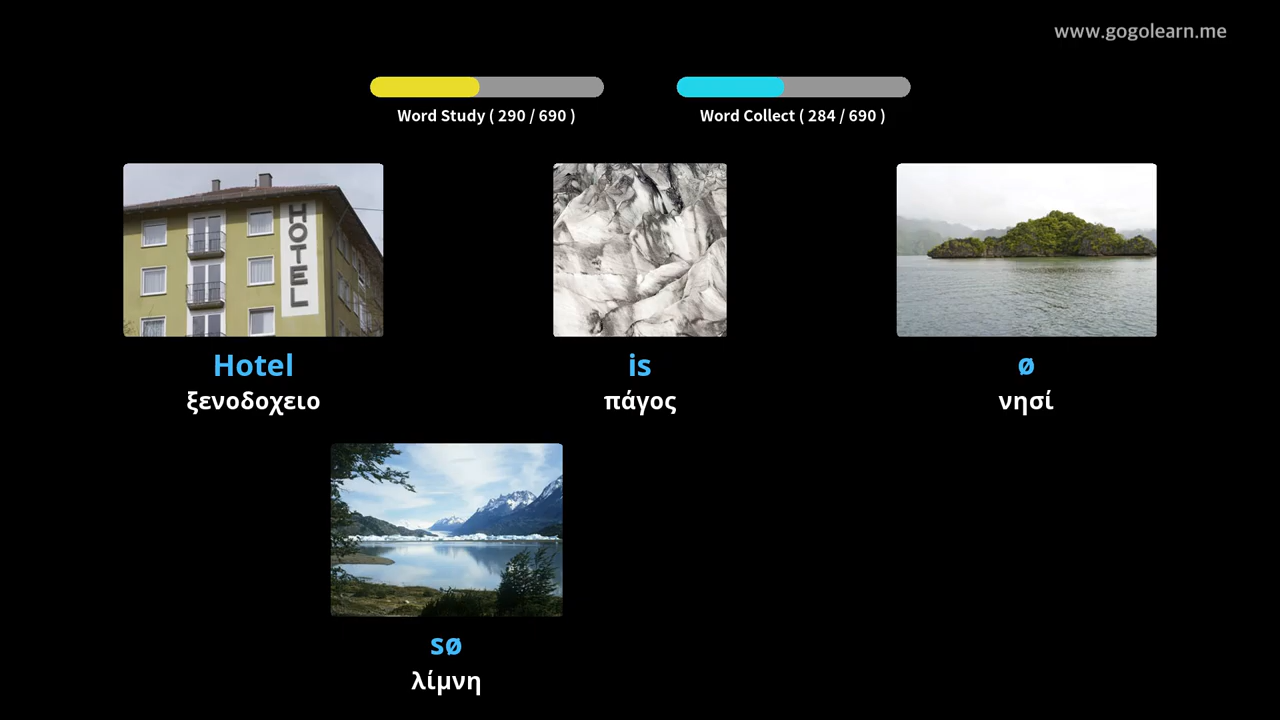 www.gogolearn.me
Word Study ( 290 / 690 )
Word Collect ( 284 / 690 )
HOTEL
Hotel
ξενοδοχειο
is
πάγος
ø
νησί
sø
λίμνη